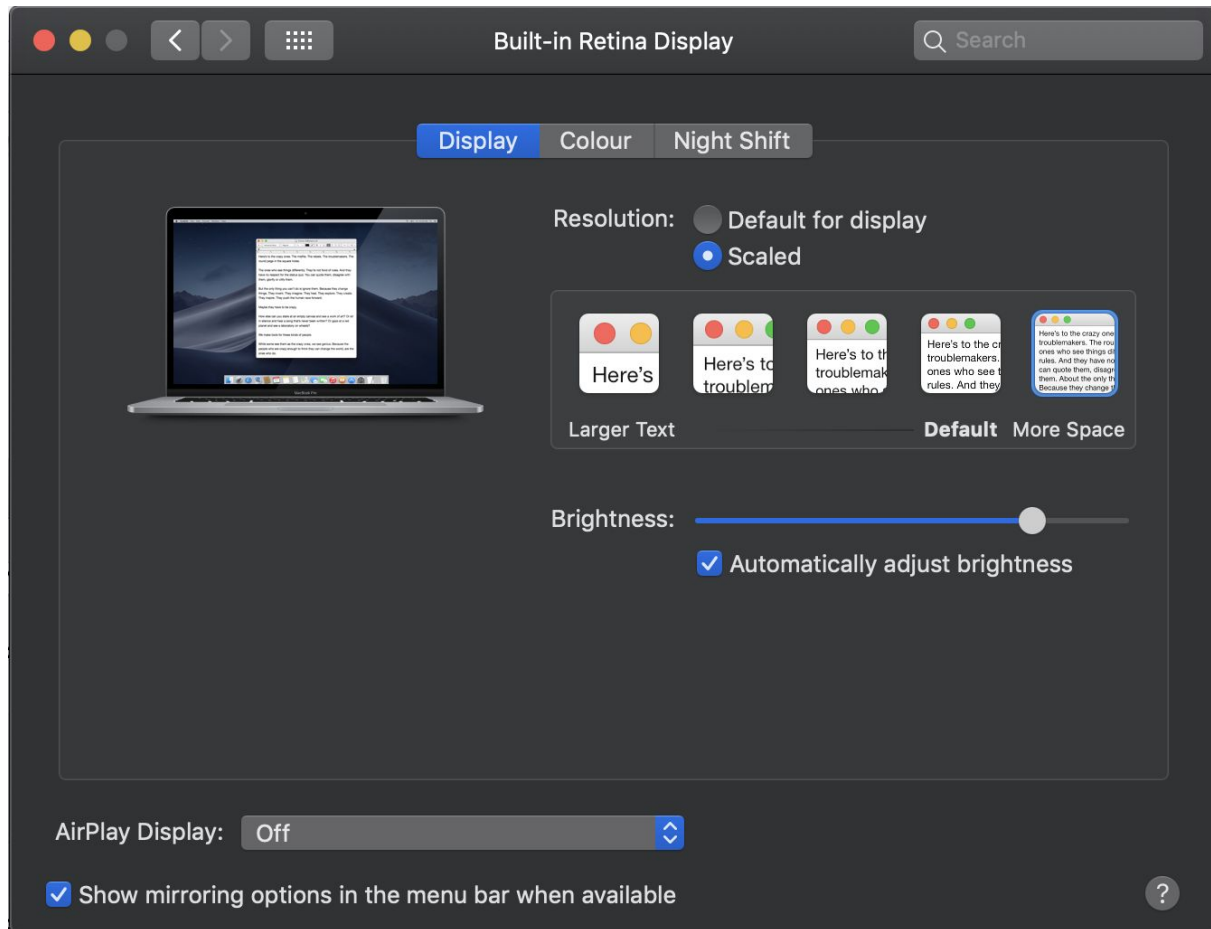 Built-in Retina Display
Search
Display Colour Night Shift
Resolution:
Default for display
Scaled
Here's
Here's to
troublem
Here's to th
troublemak
ones who
Here's to the cr
troublemakers.
ones who see t
rules. And they
Here's to the crazy one
troublemakers. The rou
ones who see things dif
rules. And they have no
can quote them, disagr
them. About the only th
Because they change t
Larger Text
Default
More Space
Brightness:
Automatically adjust brightness
AirPlay Display: Off
Show mirroring options in the menu bar when available
?